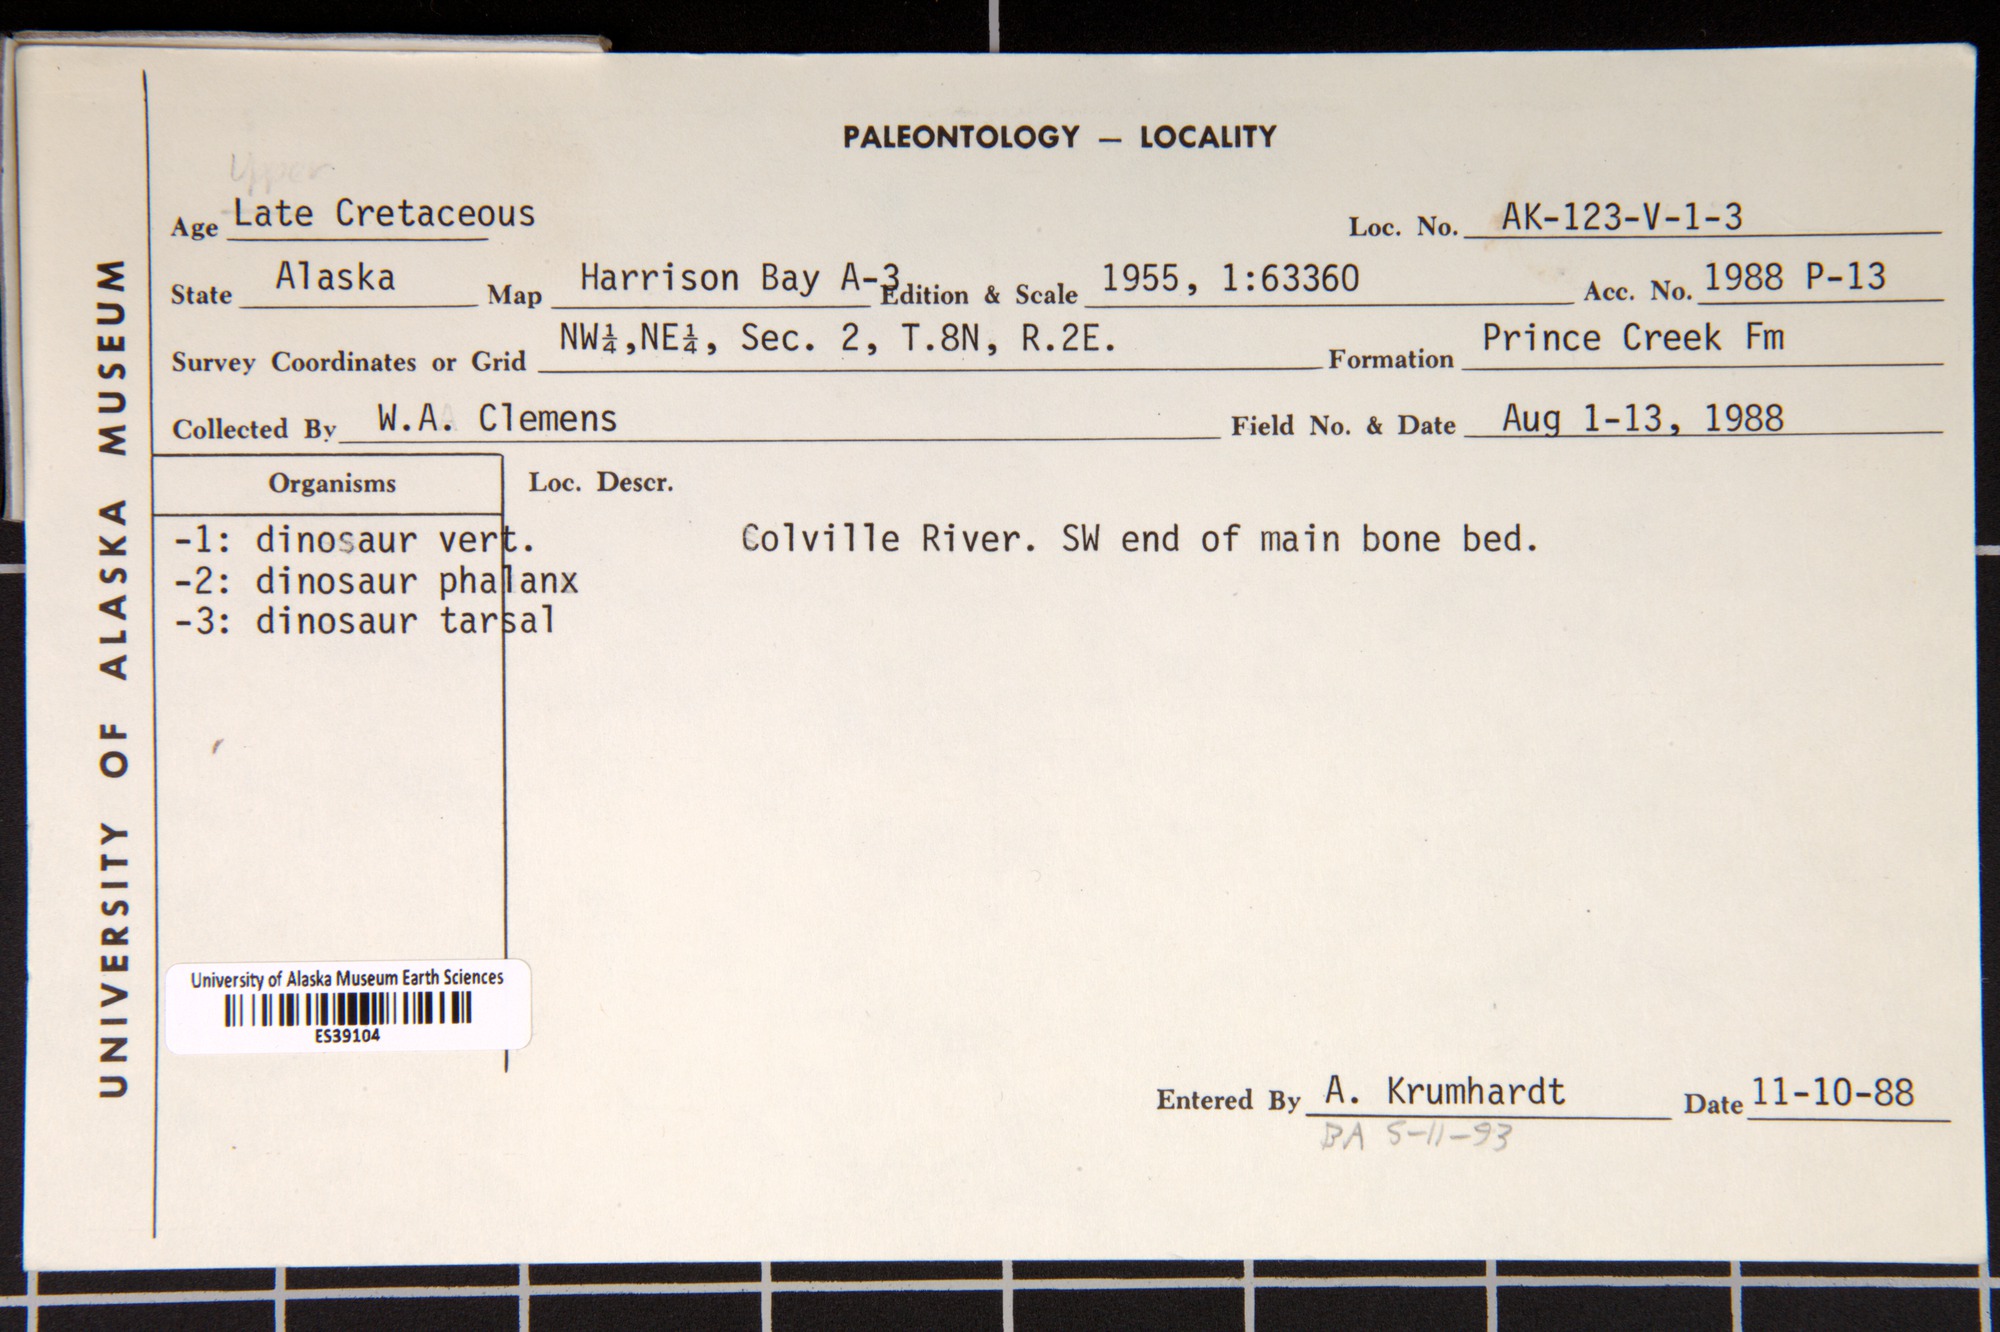 UNIVERSITY OF ALASKA MUSEUM
PALEONTOLOGY — LOCALITY
Upper
Age Late Cretaceous Loc. No. AK-123-V-1-3
State Alaska Map Harrison Bay A-3 Edition & Scale 1955, 1:63360 Acc. No. 1988 P-13
Survey Coordinates or Grid NW¼,NE¼, Sec. 2, T.8N, R.2E. Formation Prince Creek Fm
Collected By W.A. Clemens Field No. & Date Aug 1-13, 1988
Organisms Loc. Descr.
-1: dinosaur vert. Colville River. SW end of main bone bed.
-2: dinosaur phalanx
-3: dinosaur tarsal
University of Alaska Museum Earth Sciences
ES39104
Entered By A. Krumhardt Date 11-10-88
BA 5-11-93